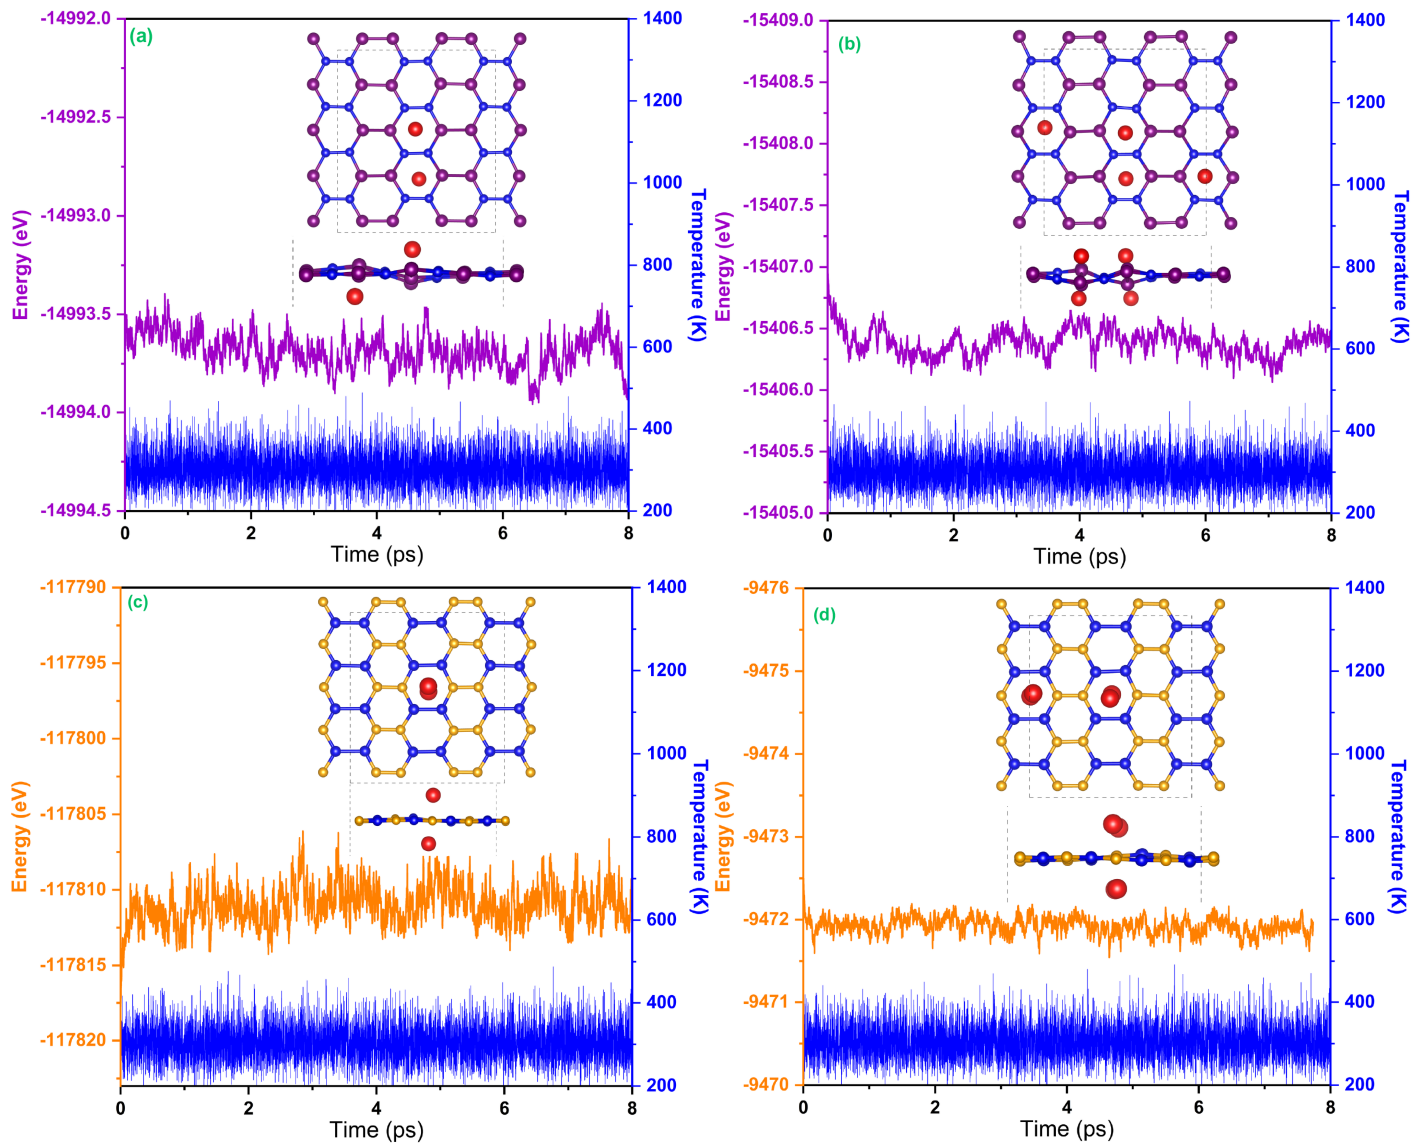 (a)
-14992.0
-14992.5
-14993.0
-14993.5
-14994.0
-14994.5
Energy (eV)
1400
1200
1000
800
600
400
200
Temperature (K)
0 2 4 6 8
Time (ps)
(b)
-15409.0
-15408.5
-15408.0
-15407.5
-15407.0
-15406.5
-15406.0
-15405.5
-15405.0
Energy (eV)
1400
1200
1000
800
600
400
200
Temperature (K)
0 2 4 6 8
Time (ps)
(c)
-117790
-117795
-117800
-117805
-117810
-117815
-117820
Energy (eV)
1400
1200
1000
800
600
400
200
Temperature (K)
0 2 4 6 8
Time (ps)
(d)
-9476
-9475
-9474
-9473
-9472
-9471
-9470
Energy (eV)
1400
1200
1000
800
600
400
200
Temperature (K)
0 2 4 6 8
Time (ps)